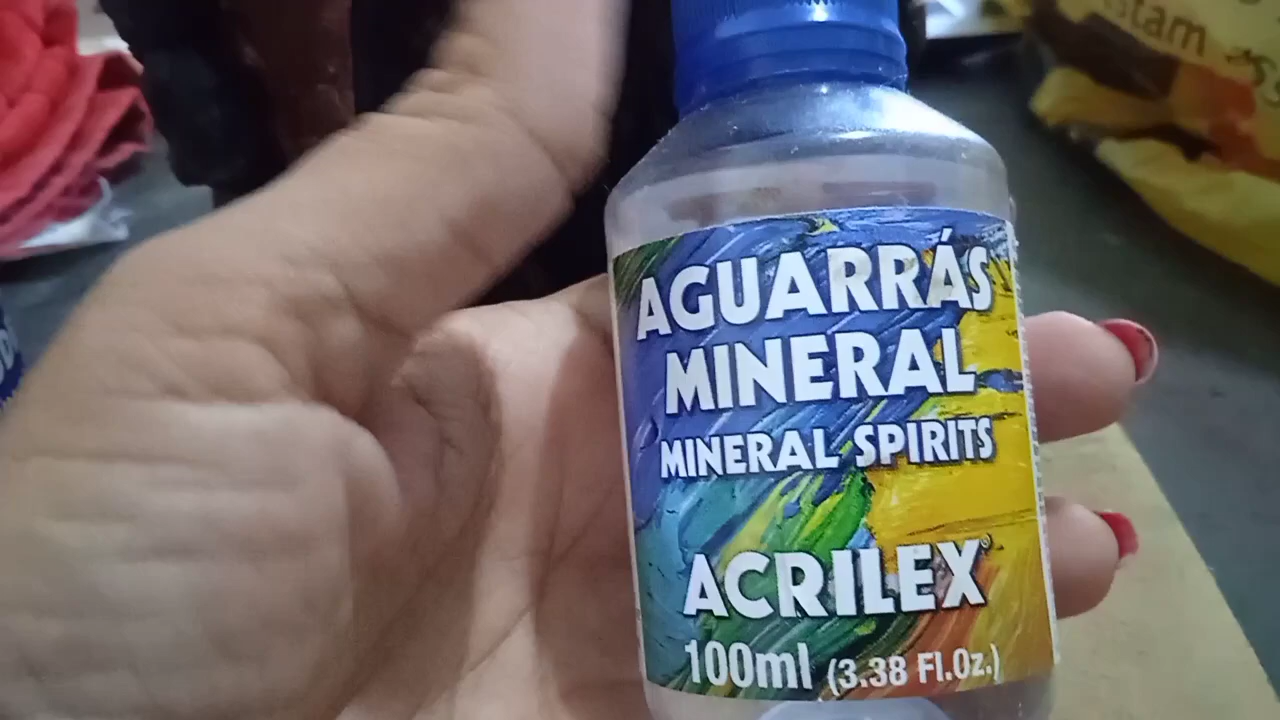 AGUARRÁS
MINERAL
MINERAL SPIRITS
ACRILEX®
100ml (3.38 Fl.Oz.)